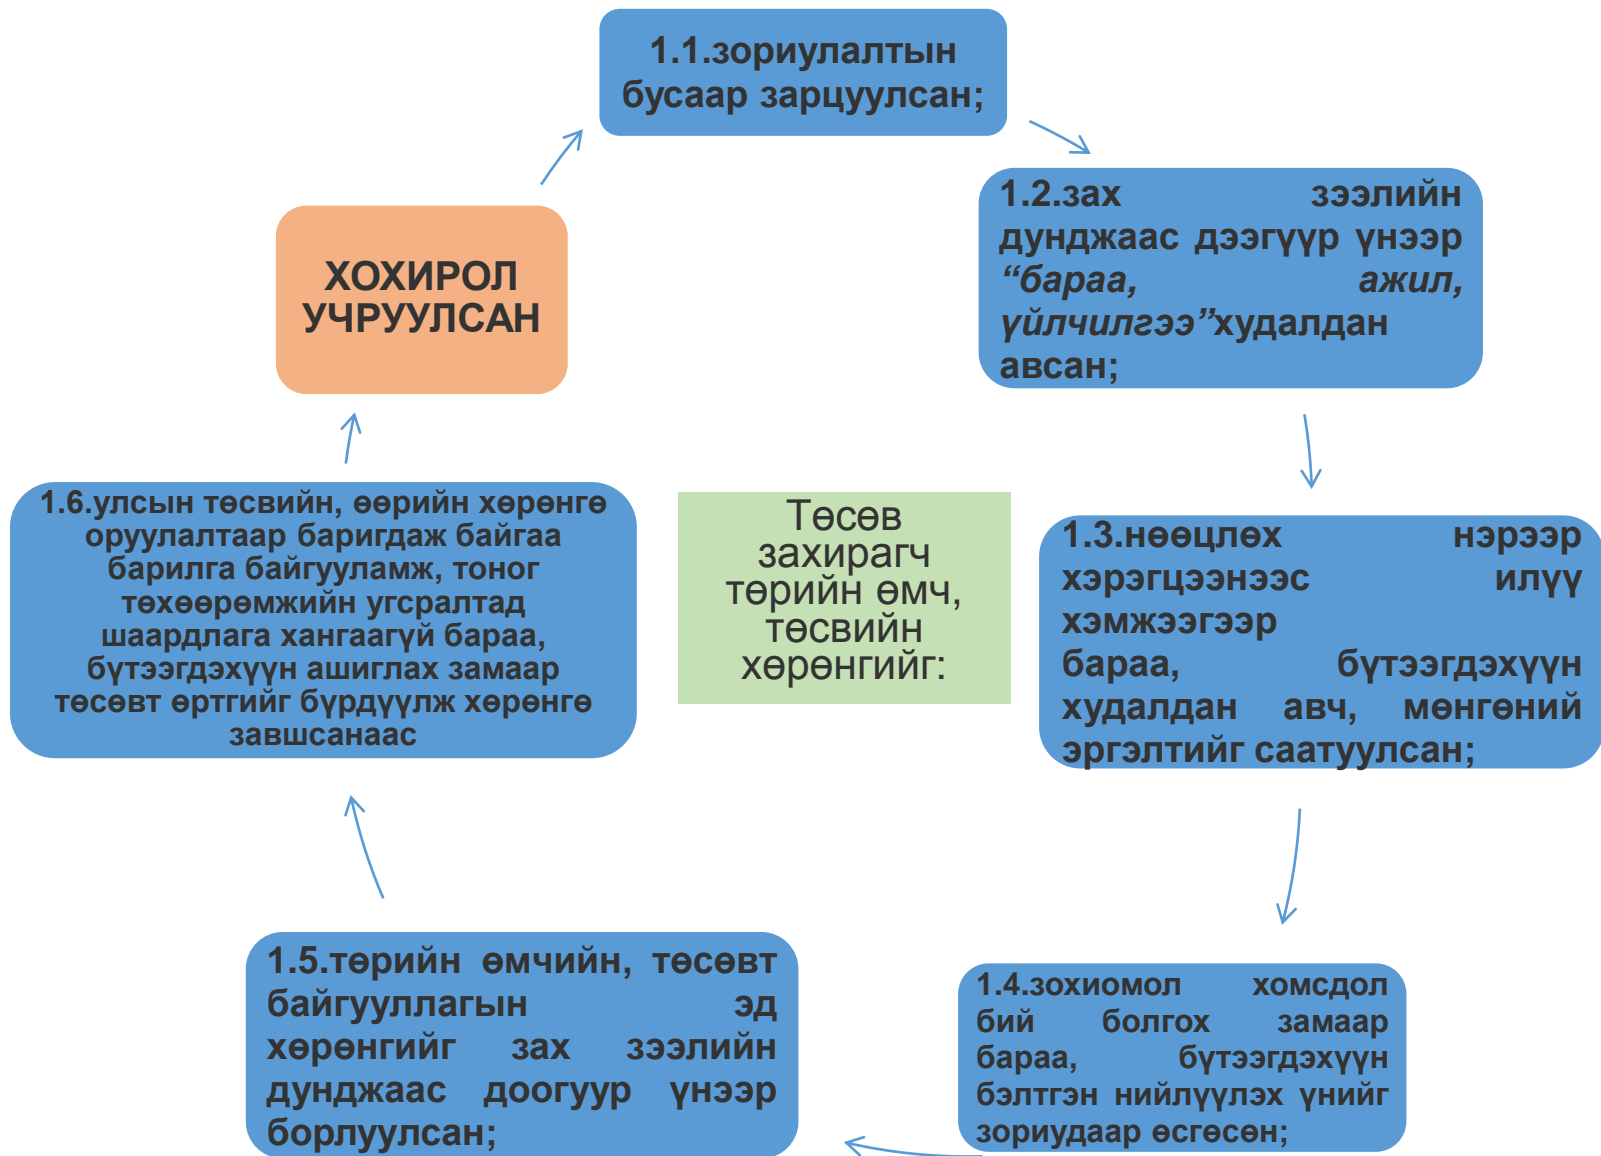 1.1.зориулалтын
бусаар зарцуулсан;
1.2.зах зээлийн
дунджаас дээгүүр үнээр
“бараа, ажил,
үйлчилгээ”худалдан
авсан;
1.3.нөөцлөх нэрээр
хэрэгцээнээс илүү
хэмжээгээр
бараа, бүтээгдэхүүн
худалдан авч, мөнгөний
эргэлтийг саатуулсан;
1.4.зохиомол хомсдол
бий болгох замаар
бараа, бүтээгдэхүүн
бэлтгэн нийлүүлэх үнийг
зориудаар өсгөсөн;
1.5.төрийн өмчийн, төсөвт
байгууллагын эд
хөрөнгийг зах зээлийн
дунджаас доогуур үнээр
борлуулсан;
1.6.улсын төсвийн, өөрийн хөрөнгө
оруулалтаар баригдаж байгаа
барилга байгууламж, тоног
төхөөрөмжийн угсралтад
шаардлага хангаагүй бараа,
бүтээгдэхүүн ашиглах замаар
төсөвт өртгийг бүрдүүлж хөрөнгө
завшсанаас
ХОХИРОЛ
УЧРУУЛСАН
Төсөв
захирагч
төрийн өмч,
төсвийн
хөрөнгийг: